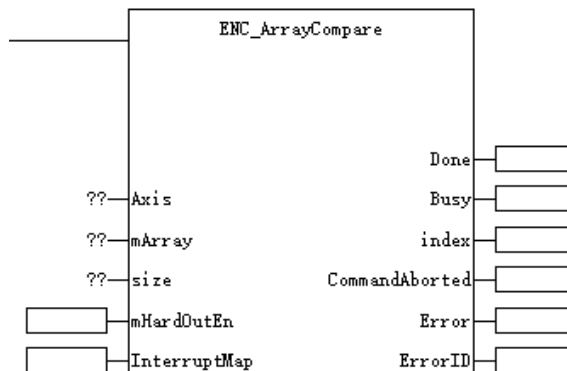 ENC_ArrayCompare
Done
?? Axis Busy
?? mArray index
?? size CommandAborted
mHardOutEn Error
InterruptMap ErrorID